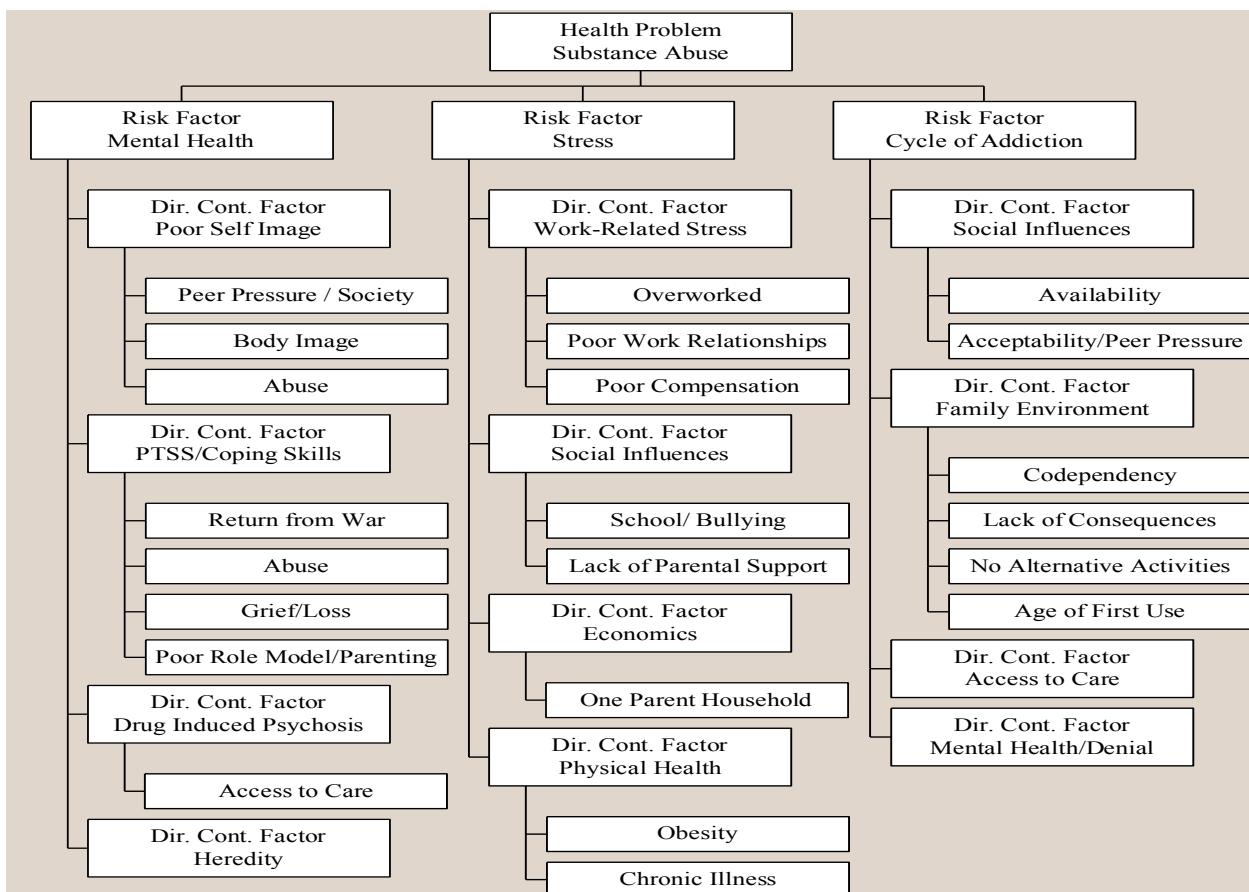 Health Problem
Substance Abuse
Risk Factor
Mental Health
Dir. Cont. Factor
Poor Self Image
Peer Pressure / Society
Body Image
Abuse
Dir. Cont. Factor
PTSS/Coping Skills
Return from War
Abuse
Grief/Loss
Poor Role Model/Parenting
Dir. Cont. Factor
Drug Induced Psychosis
Access to Care
Dir. Cont. Factor
Heredity
Risk Factor
Stress
Dir. Cont. Factor
Work-Related Stress
Overworked
Poor Work Relationships
Poor Compensation
Dir. Cont. Factor
Social Influences
School/ Bullying
Lack of Parental Support
Dir. Cont. Factor
Economics
One Parent Household
Dir. Cont. Factor
Physical Health
Obesity
Chronic Illness
Risk Factor
Cycle of Addiction
Dir. Cont. Factor
Social Influences
Availability
Acceptability/Peer Pressure
Dir. Cont. Factor
Family Environment
Codependency
Lack of Consequences
No Alternative Activities
Age of First Use
Dir. Cont. Factor
Access to Care
Dir. Cont. Factor
Mental Health/Denial